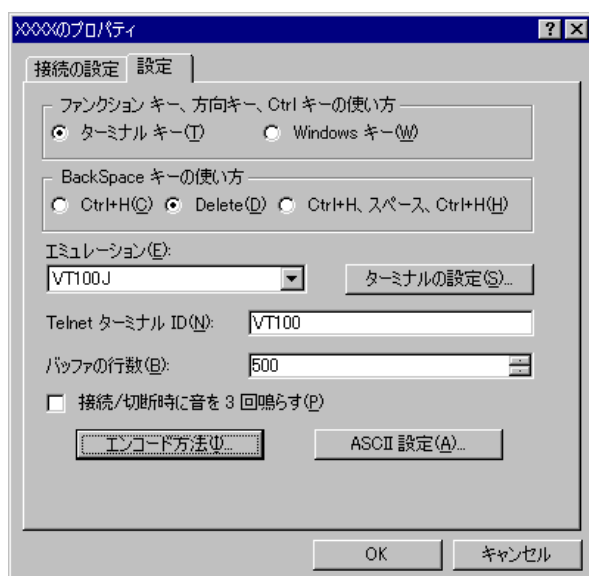 XXXXのプロパティ
接続の設定 設定
ファンクション キー、方向キー、Ctrl キーの使い方
ターミナル キー(T) Windows キー(W)
BackSpace キーの使い方
Ctrl+H(C) Delete(D) Ctrl+H、スペース、Ctrl+H(H)
エミュレーション(E):
VT100J ターミナルの設定(S)...
Telnet ターミナル ID(N): VT100
バッファの行数(B): 500
接続/切断時に音を 3 回鳴らす(P)
エンコード方法(I)... ASCII 設定(A)...
OK キャンセル